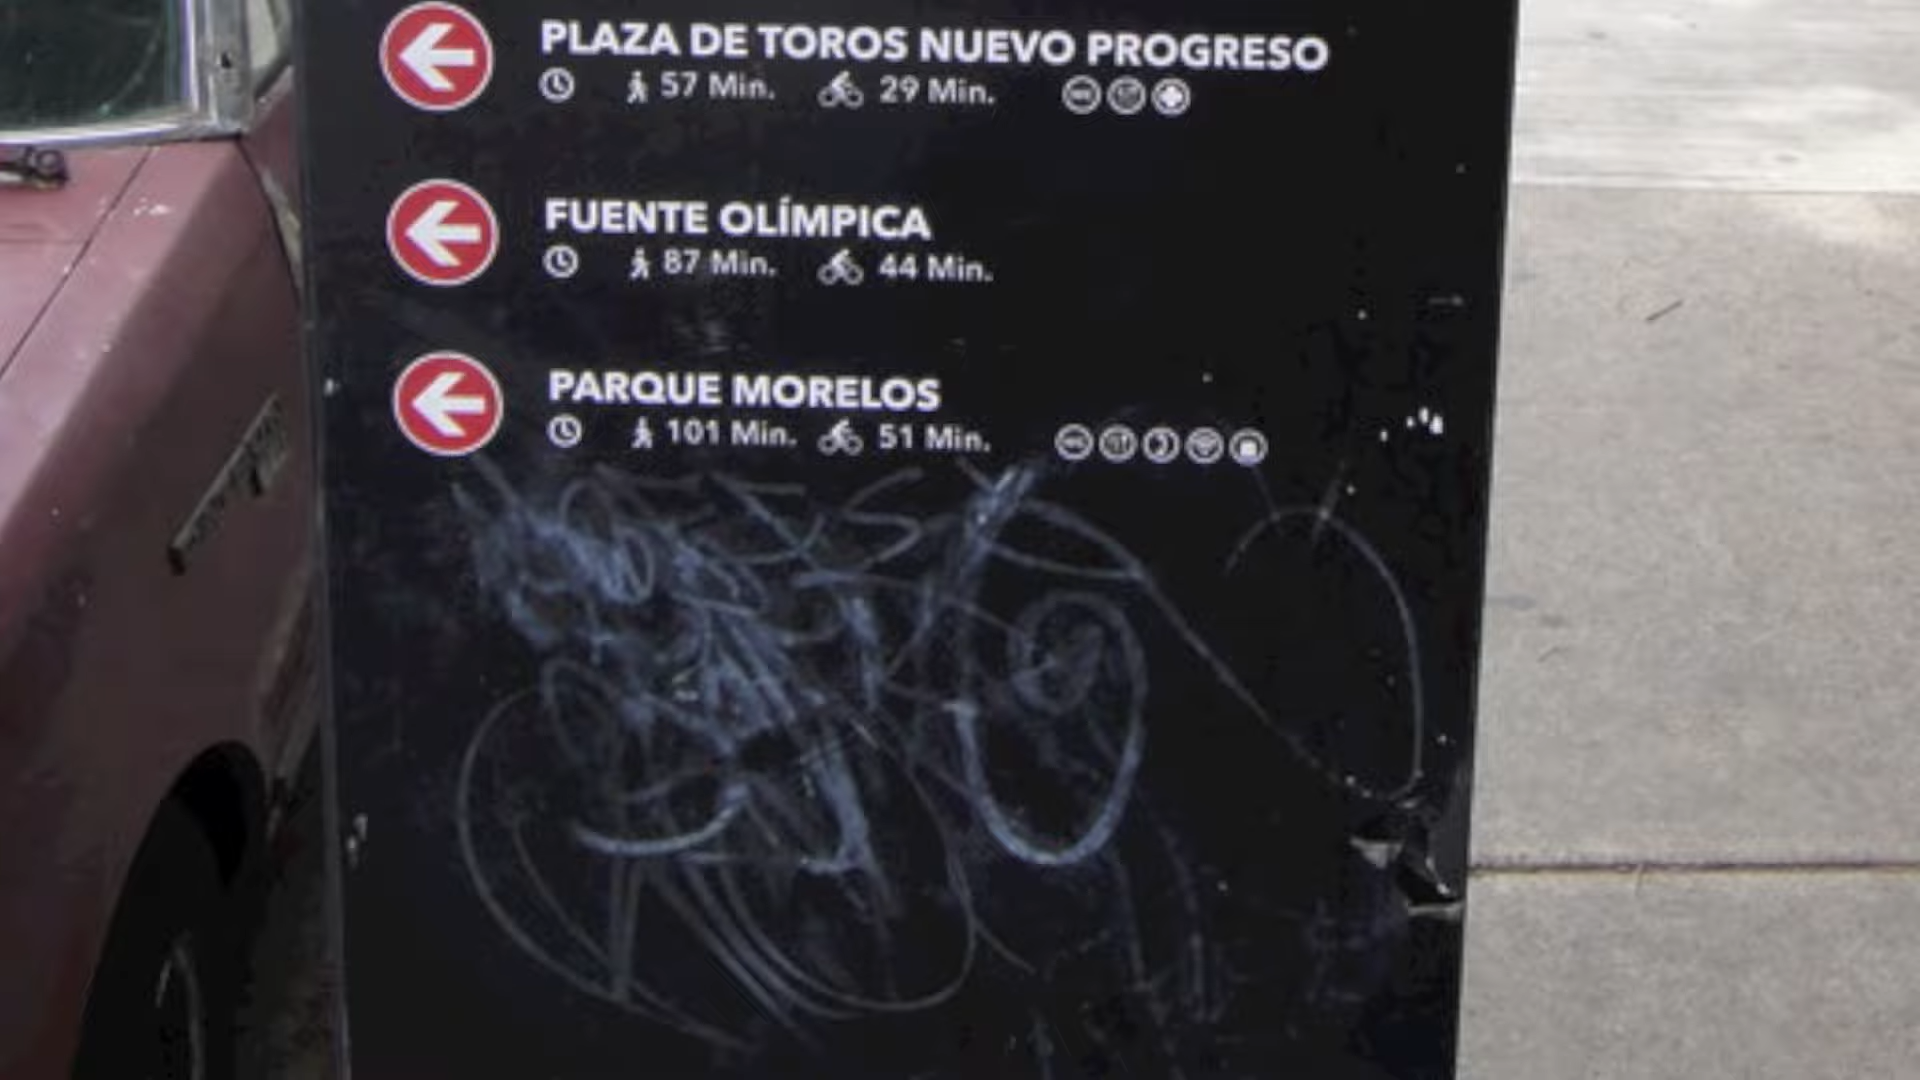 PLAZA DE TOROS NUEVO PROGRESO
57 Min. 29 Min.
FUENTE OLÍMPICA
87 Min. 44 Min.
PARQUE MORELOS
101 Min. 51 Min.